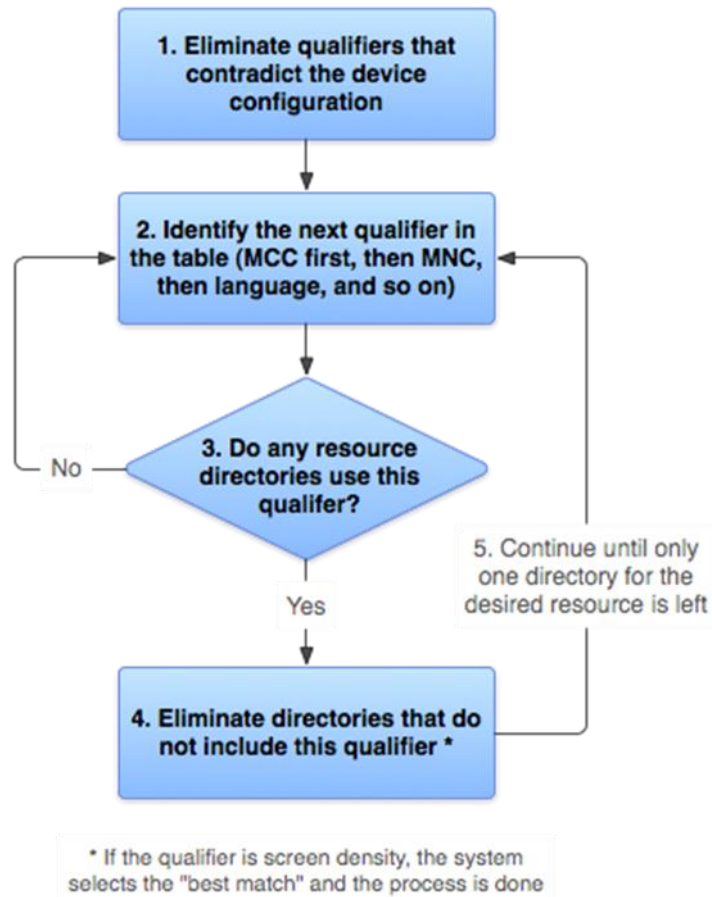 1. Eliminate qualifiers that
contradict the device
configuration
2. Identify the next qualifier in
the table (MCC first, then MNC,
then language, and so on)
3. Do any resource
directories use this
qualifer?
No
Yes
5. Continue until only
one directory for the
desired resource is left
4. Eliminate directories that do
not include this qualifier *
* If the qualifier is screen density, the system
selects the "best match" and the process is done